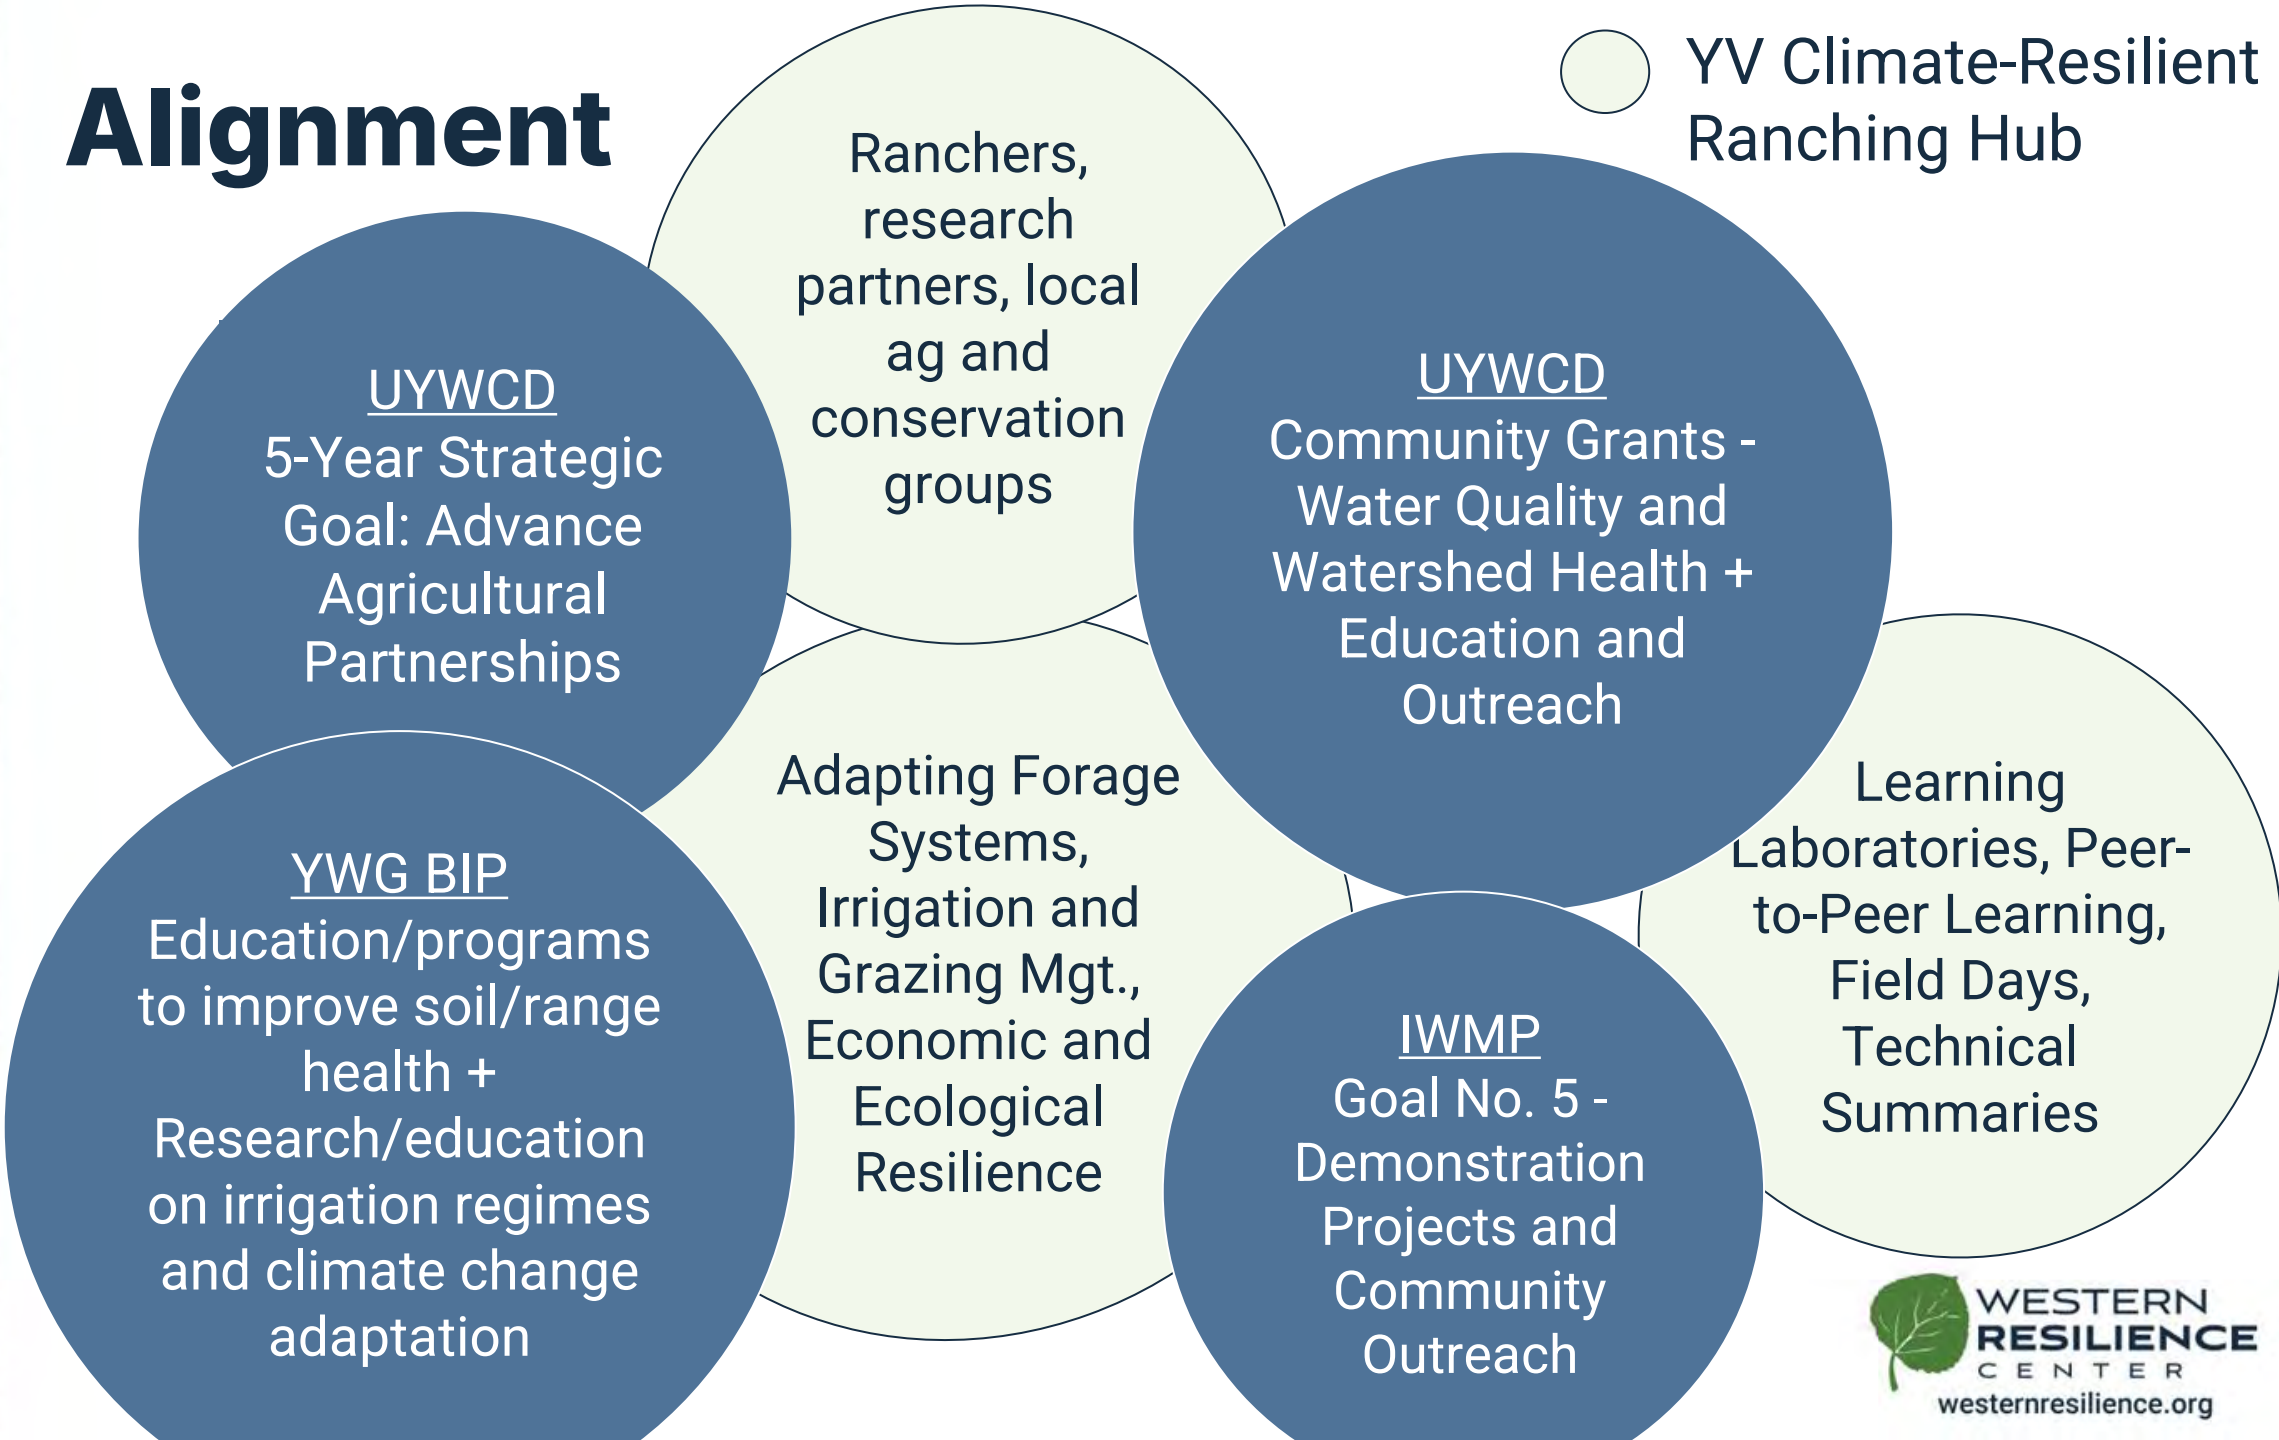 Alignment
YV Climate-Resilient
Ranching Hub
Ranchers,
research
partners, local
ag and
conservation
groups
UYWCD
5-Year Strategic
Goal: Advance
Agricultural
Partnerships
UYWCD
Community Grants -
Water Quality and
Watershed Health +
Education and
Outreach
Adapting Forage
Systems,
Irrigation and
Grazing Mgt.,
Economic and
Ecological
Resilience
Learning
Laboratories, Peer-
to-Peer Learning,
Field Days,
Technical
Summaries
YWG BIP
Education/programs
to improve soil/range
health +
Research/education
on irrigation regimes
and climate change
adaptation
IWMP
Goal No. 5 -
Demonstration
Projects and
Community
Outreach
WESTERN
RESILIENCE
CENTER
westernresilience.org